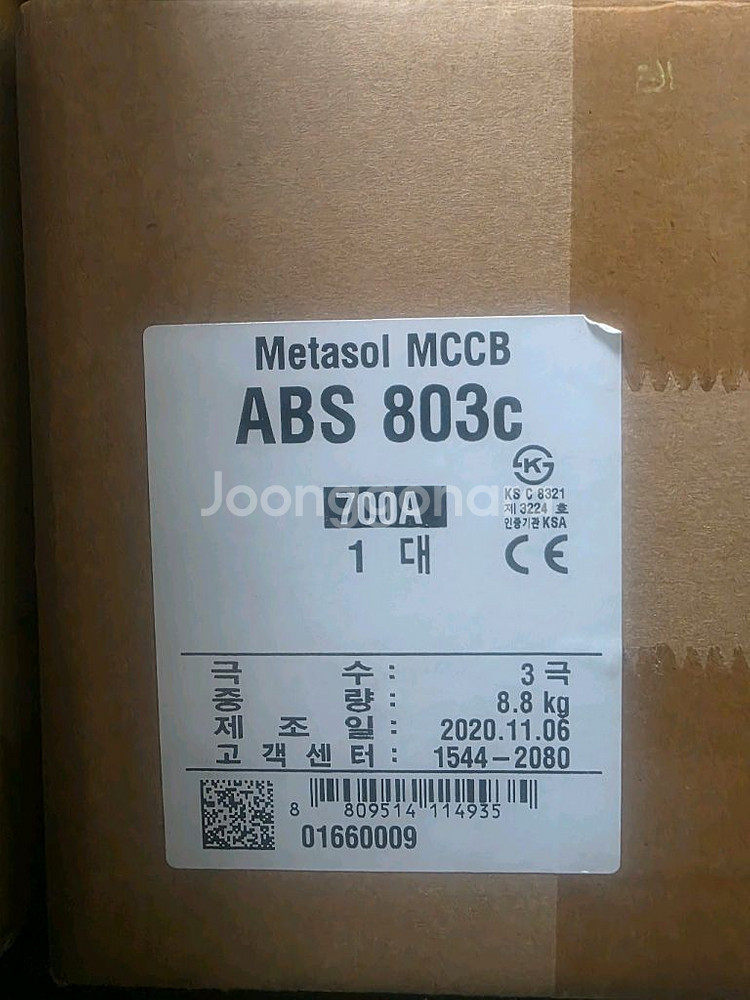 Metasol MCCB
ABS 803c
Joonggona
700A
1 대
K
KS C 8321
제 3224 호
인증기관 KSA
CE
극 수 : 3 극
중 량 : 8.8 kg
제 조 일 : 2020.11.06
고 객 센 터 : 1544-2080
8 809514 114935
01660009